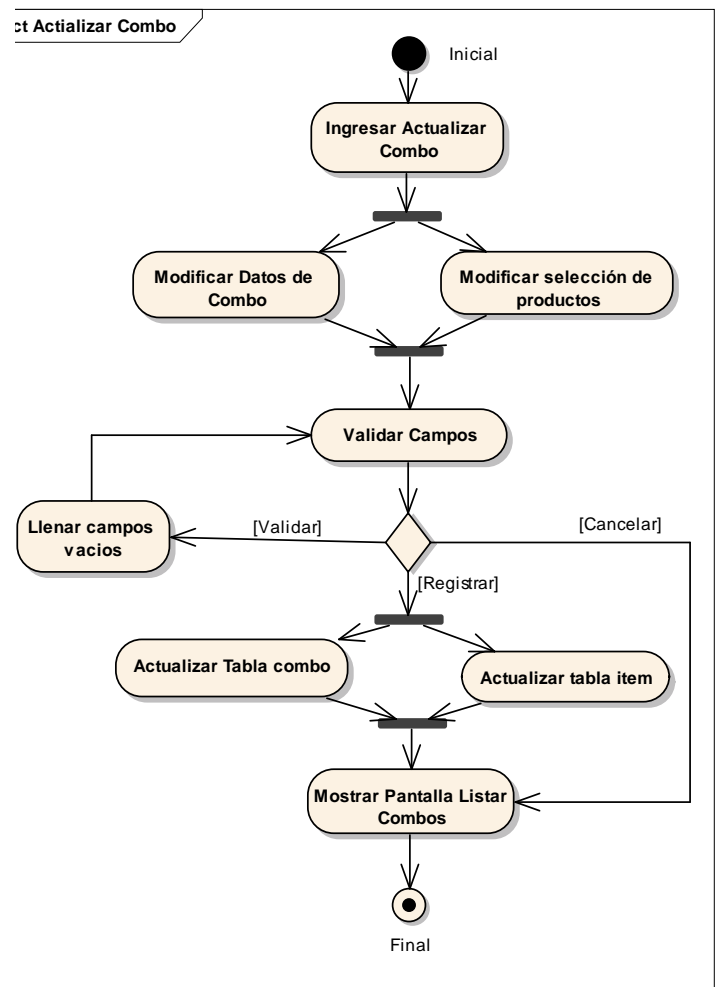 ct Actializar Combo
Inicial
Ingresar Actualizar
Combo
Modificar Datos de
Combo
Modificar selección de
productos
Validar Campos
Llenar campos
vacios
[Validar]
[Cancelar]
[Registrar]
Actualizar Tabla combo
Actualizar tabla item
Mostrar Pantalla Listar
Combos
Final